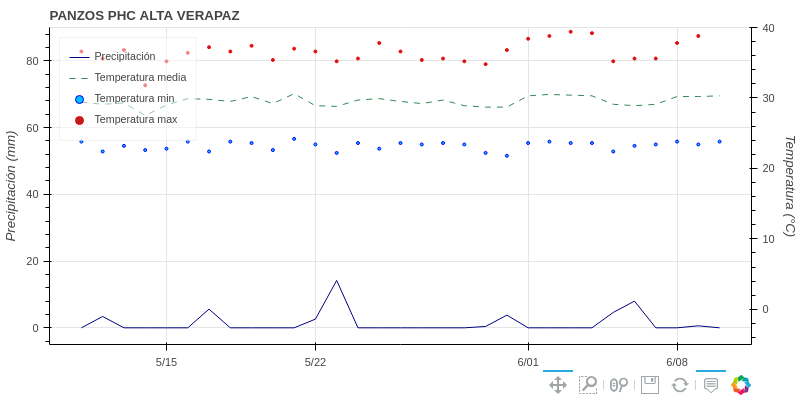 PANZOS PHC ALTA VERAPAZ
Precipitación
Temperatura media
Temperatura min
Temperatura max
Precipitación (mm)
80
60
40
20
0
Temperatura (°C)
40
30
20
10
0
5/15
5/22
6/01
6/08